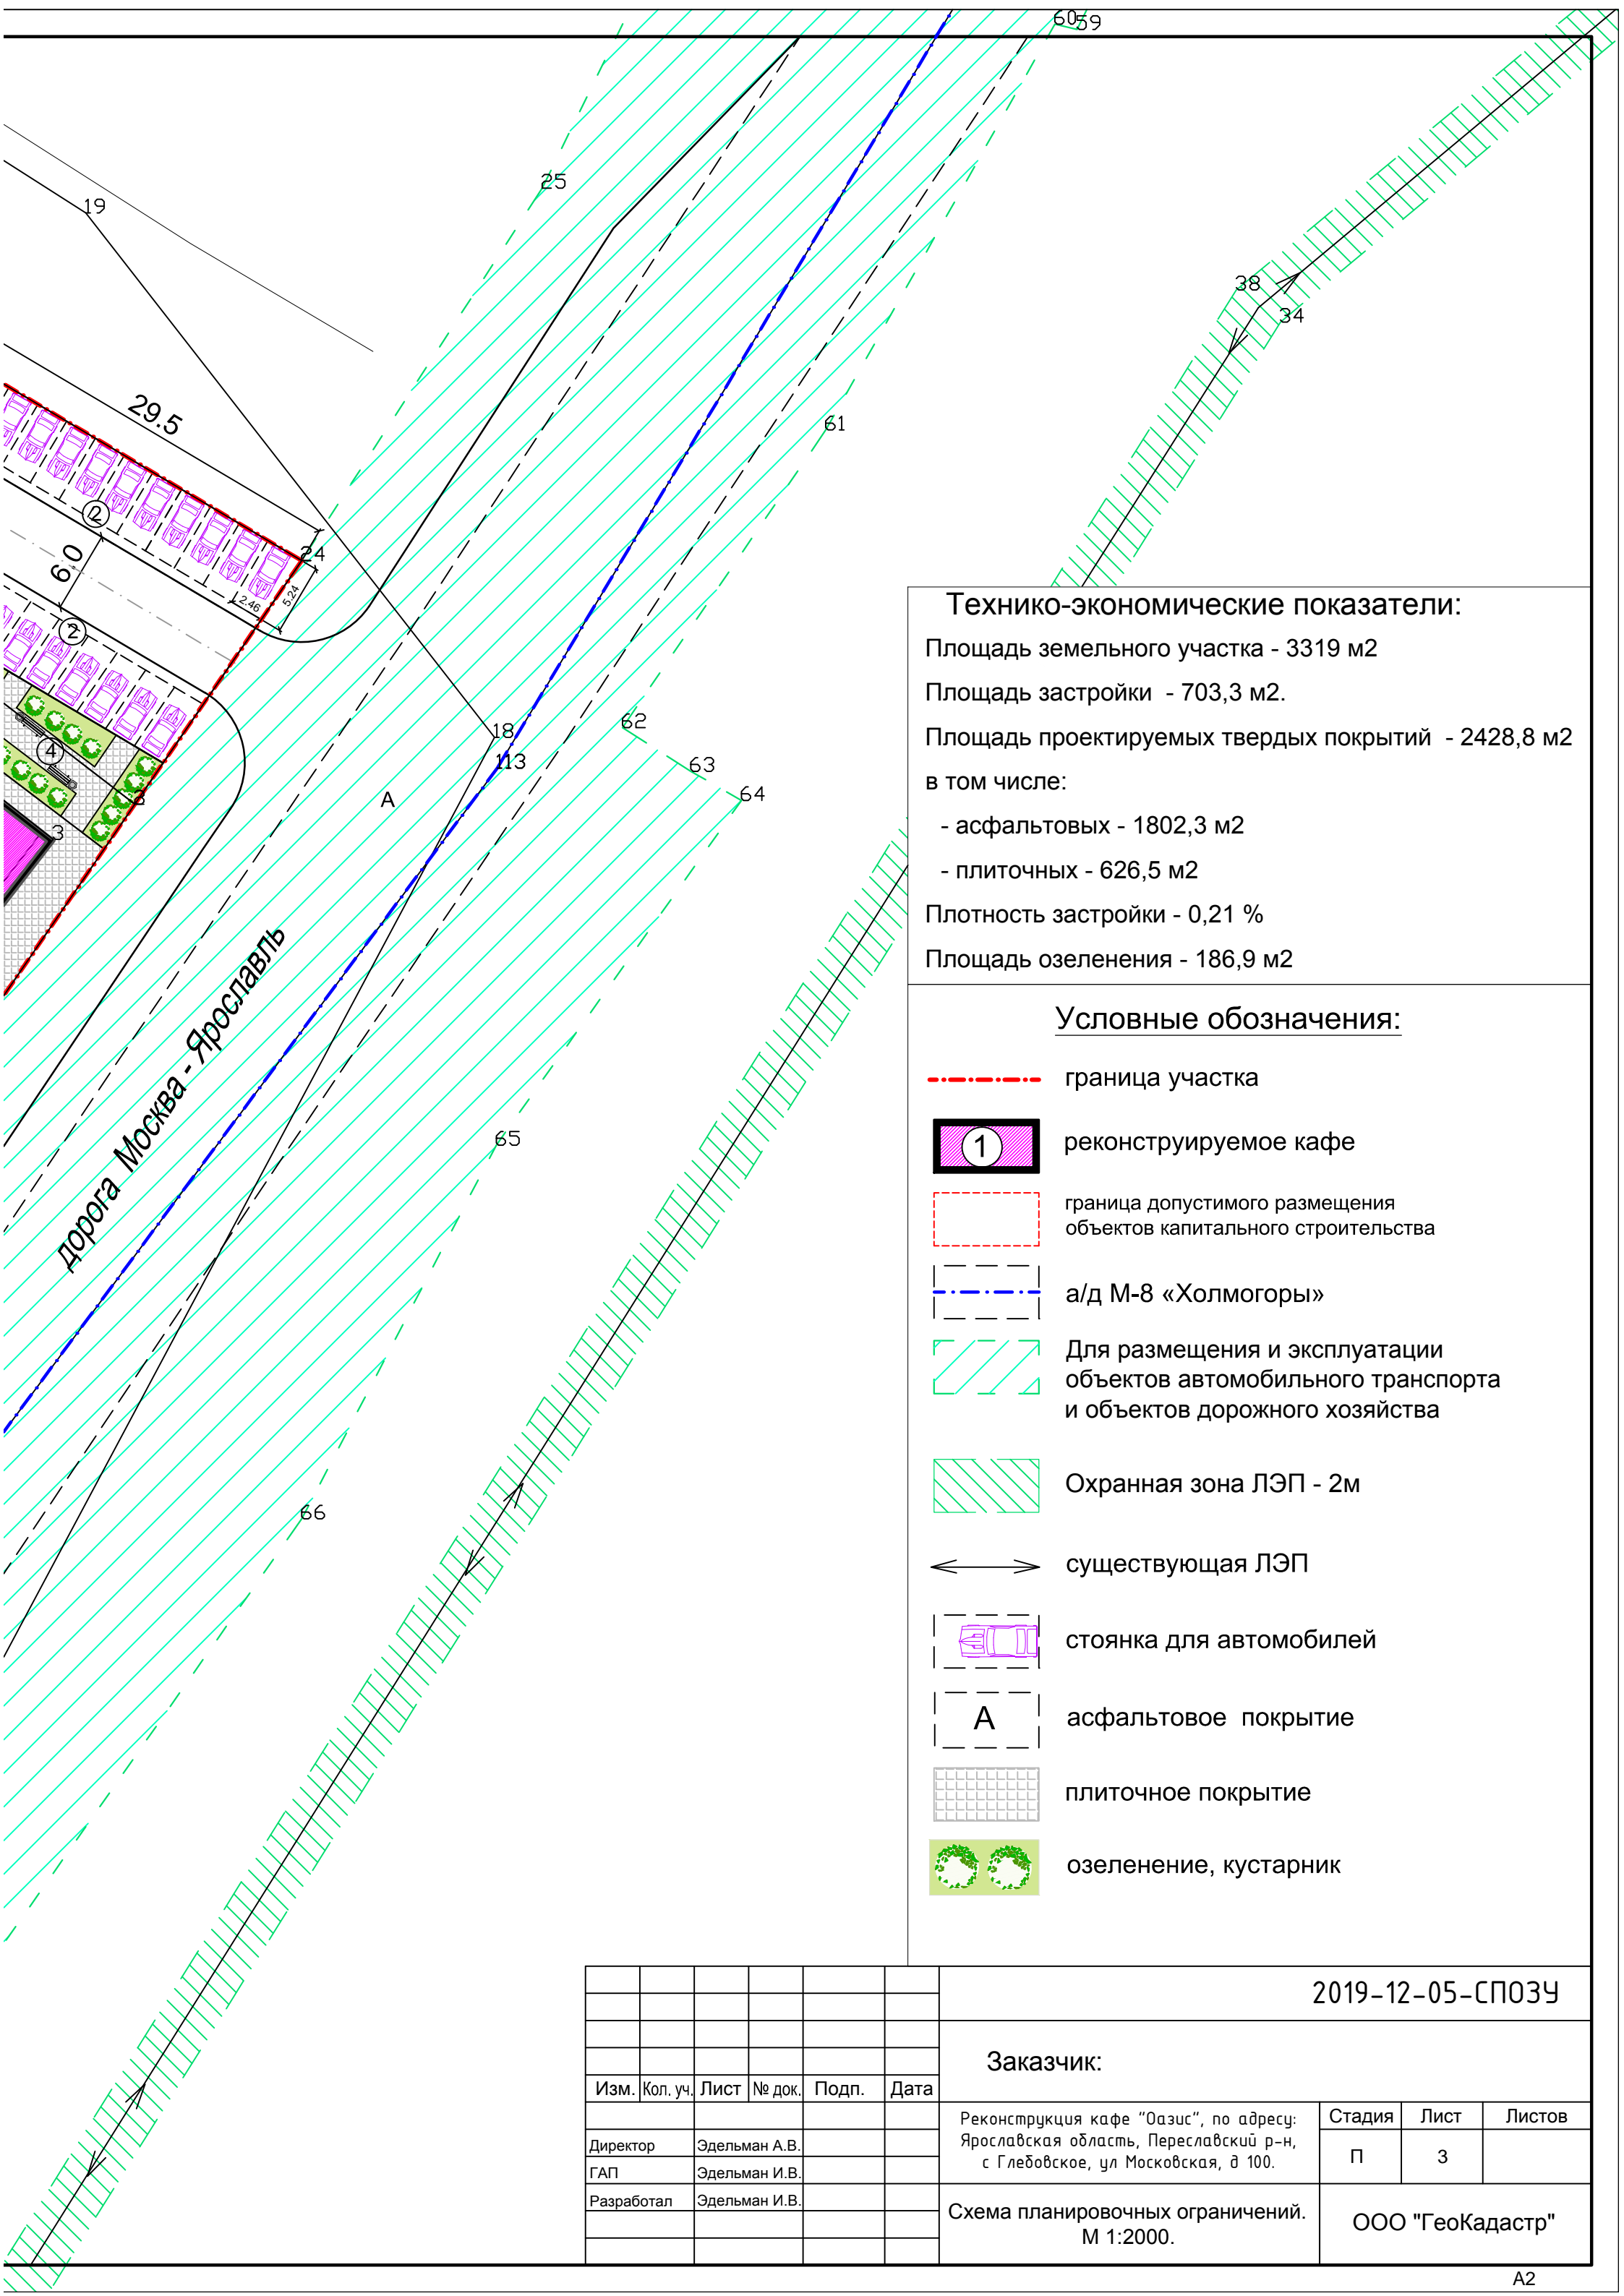 60
59
25
19
38
34
29.5
61
2
24
6.0
2.46
5.24
2
62
18
113
63
4
64
А
3
дорога Москва - Ярославль
65
66
Технико-экономические показатели:
Площадь земельного участка - 3319 м2
Площадь застройки - 703,3 м2.
Площадь проектируемых твердых покрытий - 2428,8 м2
в том числе:
- асфальтовых - 1802,3 м2
- плиточных - 626,5 м2
Плотность застройки - 0,21 %
Площадь озеленения - 186,9 м2
Условные обозначения:
граница участка
1
реконструируемое кафе
граница допустимого размещения
объектов капитального строительства
а/д М-8 «Холмогоры»
Для размещения и эксплуатации
объектов автомобильного транспорта
и объектов дорожного хозяйства
Охранная зона ЛЭП - 2м
существующая ЛЭП
стоянка для автомобилей
А
асфальтовое покрытие
плиточное покрытие
озеленение, кустарник
2019-12-05-СПОЗУ
Заказчик:
Изм. Кол. уч. Лист № док. Подп. Дата
Реконструкция кафе "Оазис", по адресу:
Ярославская область, Переславский р-н,
с Глебовское, ул Московская, д 100.
Стадия Лист Листов
П 3
Директор Эдельман А.В.
ГАП Эдельман И.В.
Разработал Эдельман И.В.
Схема планировочных ограничений.
М 1:2000.
ООО "ГеоКадастр"
А2